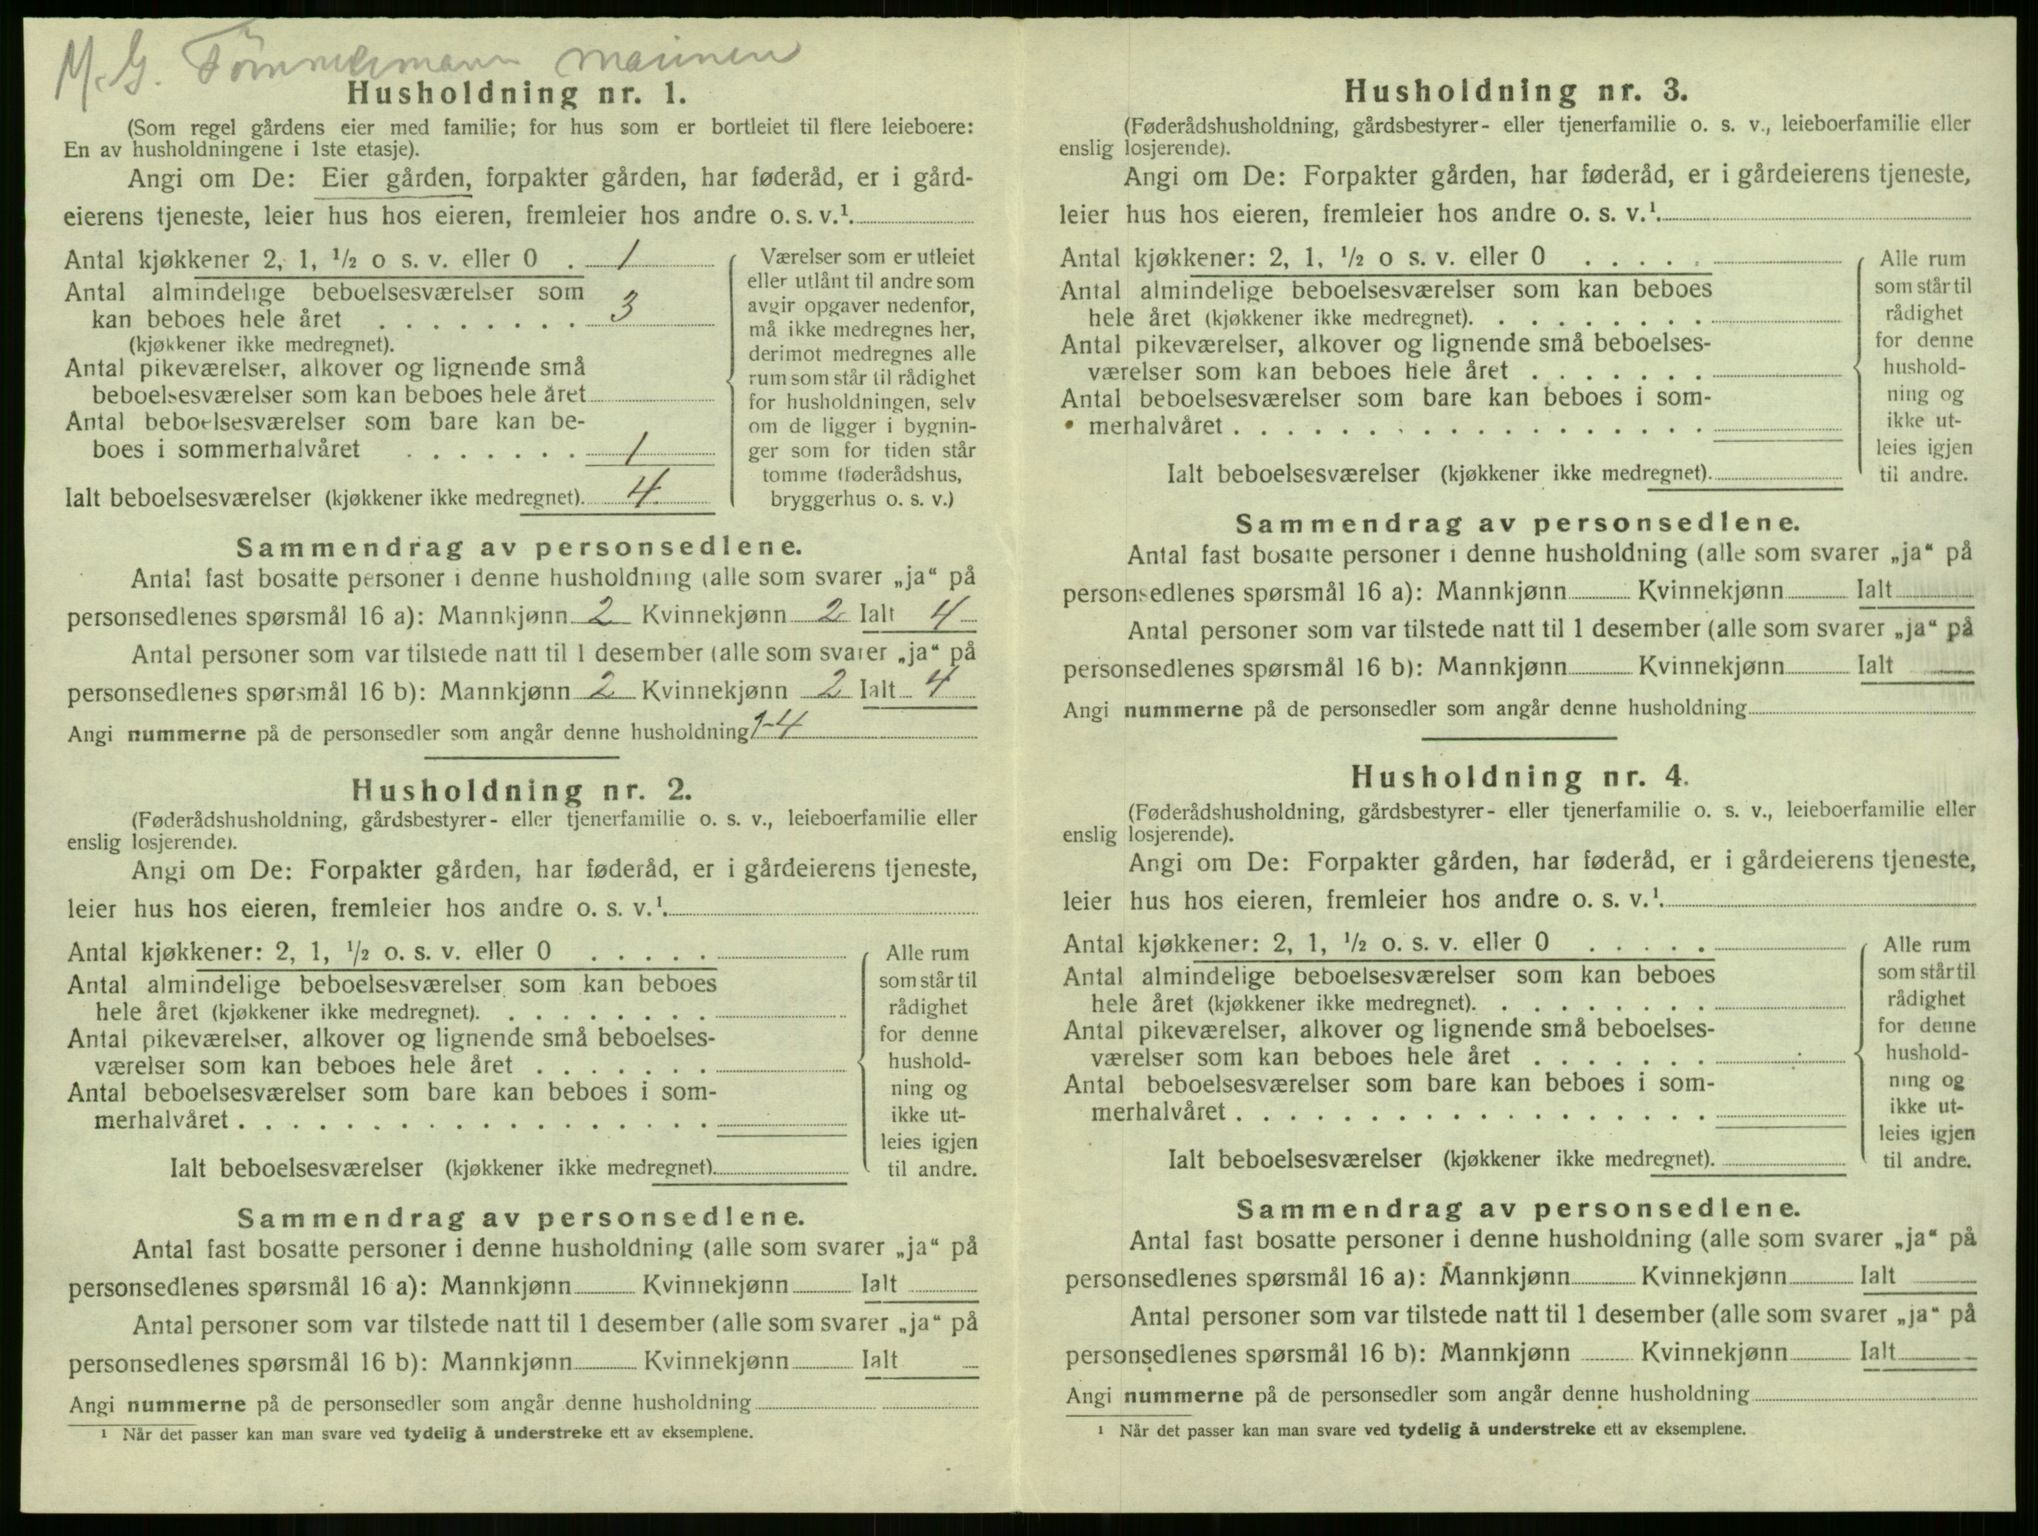 M. G. Tømmermann
Husholdning nr. 1.
(Som regel gårdens eier med familie; for hus som er bortleiet til flere leieboere:
En av husholdningene i 1ste etasje).
Angi om De: Eier gården, forpakter gården, har føderåd, er i gård-
eierens tjeneste, leier hus hos eieren, fremleier hos andre o. s. v.¹.
Antal kjøkkener 2, 1, ½ o s. v. eller 0 . 1
Antal almindelige beboelsesværelser som
kan beboes hele året . . . . . . . . 3
(kjøkkener ikke medregnet).
Antal pikeværelser, alkover og lignende små
beboelsesværelser som kan beboes hele året
Antal beboelsesværelser som bare kan be-
boes i sommerhalvåret . . . . . . . 1
Ialt beboelsesværelser (kjøkkener ikke medregnet). 4
Værelser som er utleiet
eller utlånt til andre som
avgir opgaver nedenfor,
må ikke medregnes her,
derimot medregnes alle
rum som står til rådighet
for husholdningen, selv
om de ligger i bygnin-
ger som for tiden står
tomme (føderådshus,
bryggerhus o. s. v.)
Sammendrag av personsedlene.
Antal fast bosatte personer i denne husholdning (alle som svarer „ja“ på
personsedlenes spørsmål 16 a): Mannkjønn 2 Kvinnekjønn 2 Ialt 4
Antal personer som var tilstede natt til 1 desember (alle som svarer „ja“ på
personsedlenes spørsmål 16 b): Mannkjønn 2 Kvinnekjønn 2 Ialt 4
Angi nummerne på de personsedler som angår denne husholdning 1-4
Husholdning nr. 2.
(Føderådshusholdning, gårdsbestyrer- eller tjenerfamilie o. s. v., leieboerfamilie eller
enslig losjerende).
Angi om De: Forpakter gården, har føderåd, er i gårdeierens tjeneste,
leier hus hos eieren, fremleier hos andre o. s. v.¹.
Antal kjøkkener: 2, 1, ½ o. s. v. eller 0 . . . . .
Antal almindelige beboelsesværelser som kan beboes
hele året (kjøkkener ikke medregnet). . . . . . . . .
Antal pikeværelser, alkover og lignende små beboelses-
værelser som kan beboes hele året . . . . . . .
Antal beboelsesværelser som bare kan beboes i som-
merhalvåret . . . . . . . . . . . . . . . . . .
Ialt beboelsesværelser (kjøkkener ikke medregnet).
Alle rum
som står til
rådighet
for denne
hushold-
ning og
ikke ut-
leies igjen
til andre.
Sammendrag av personsedlene.
Antal fast bosatte personer i denne husholdning (alle som svarer „ja“ på
personsedlenes spørsmål 16 a): Mannkjønn Kvinnekjønn Ialt
Antal personer som var tilstede natt til 1 desember (alle som svarer „ja“ på
personsedlenes spørsmål 16 b): Mannkjønn Kvinnekjønn Ialt
Angi nummerne på de personsedler som angår denne husholdning
¹ Når det passer kan man svare ved tydelig å understreke ett av eksemplene.
Husholdning nr. 3.
(Føderådshusholdning, gårdsbestyrer- eller tjenerfamilie o. s. v., leieboerfamilie eller
enslig losjerende).
Angi om De: Forpakter gården, har føderåd, er i gårdeierens tjeneste,
leier hus hos eieren, fremleier hos andre o. s. v.¹.
Antal kjøkkener: 2, 1, ½ o s. v. eller 0 . . . . .
Antal almindelige beboelsesværelser som kan beboes
hele året (kjøkkener ikke medregnet). . . . . . . . .
Antal pikeværelser, alkover og lignende små beboelses-
værelser som kan beboes hele året . . . . . . .
Antal beboelsesværelser som bare kan beboes i som-
merhalvåret . . . . . . . . . . . . . . . . . .
Ialt beboelsesværelser (kjøkkener ikke medregnet).
Alle rum
som står til
rådighet
for denne
hushold-
ning og
ikke ut-
leies igjen
til andre.
Sammendrag av personsedlene.
Antal fast bosatte personer i denne husholdning (alle som svarer „ja“ på
personsedlenes spørsmål 16 a): Mannkjønn Kvinnekjønn Ialt
Antal personer som var tilstede natt til 1 desember (alle som svarer „ja“ på
personsedlenes spørsmål 16 b): Mannkjønn Kvinnekjønn Ialt
Angi nummerne på de personsedler som angår denne husholdning
Husholdning nr. 4.
(Føderådshusholdning, gårdsbestyrer- eller tjenerfamilie o. s. v., leieboerfamilie eller
enslig losjerende).
Angi om De: Forpakter gården, har føderåd, er i gårdeierens tjeneste,
leier hus hos eieren, fremleier hos andre o. s. v.¹.
Antal kjøkkener: 2, 1, ½ o. s. v. eller 0 . . . . .
Antal almindelige beboelsesværelser som kan beboes
hele året (kjøkkener ikke medregnet). . . . . . . . .
Antal pikeværelser, alkover og lignende små beboelses-
værelser som kan beboes hele året . . . . . . .
Antal beboelsesværelser som bare kan beboes i som-
merhalvåret . . . . . . . . . . . . . . . . . .
Ialt beboelsesværelser (kjøkkener ikke medregnet).
Alle rum
som står til
rådighet
for denne
hushold-
ning og
ikke ut-
leies igjen
til andre.
Sammendrag av personsedlene.
Antal fast bosatte personer i denne husholdning (alle som svarer „ja“ på
personsedlenes spørsmål 16 a): Mannkjønn Kvinnekjønn Ialt
Antal personer som var tilstede natt til 1 desember (alle som svarer „ja“ på
personsedlenes spørsmål 16 b): Mannkjønn Kvinnekjønn Ialt
Angi nummerne på de personsedler som angår denne husholdning
¹ Når det passer kan man svare ved tydelig å understreke ett av eksemplene.